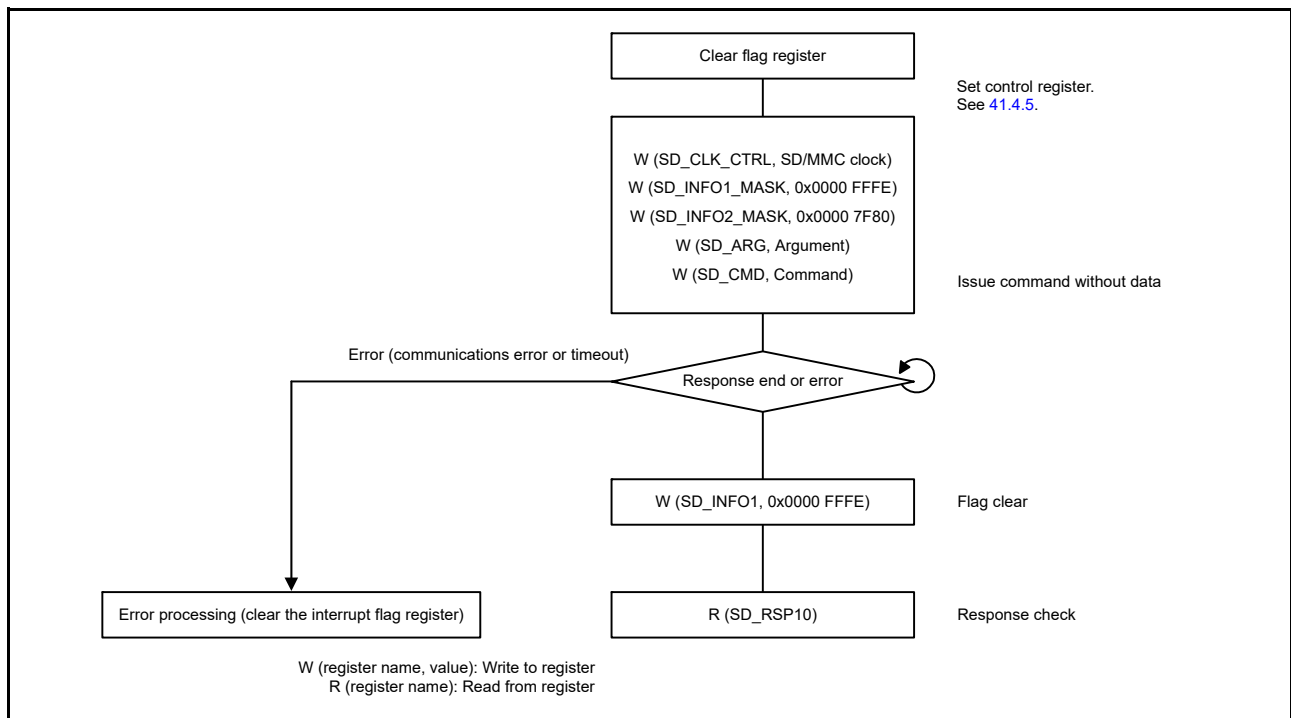 Clear flag register
Set control register.
See 41.4.5.
W (SD_CLK_CTRL, SD/MMC clock)
W (SD_INFO1_MASK, 0x0000 FFFE)
W (SD_INFO2_MASK, 0x0000 7F80)
W (SD_ARG, Argument)
W (SD_CMD, Command)
Issue command without data
Error (communications error or timeout)
Response end or error
W (SD_INFO1, 0x0000 FFFE)
Flag clear
Error processing (clear the interrupt flag register)
R (SD_RSP10)
Response check
W (register name, value): Write to register
R (register name): Read from register